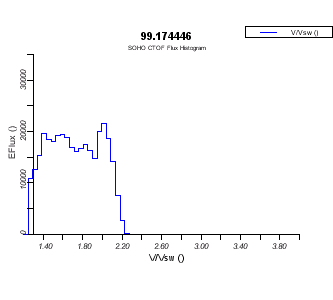 99.174446
SOHO CTOF Flux Histogram
V/Vsw ()
EFlux ()
30000
20000
10000
0
1.40 1.80 2.20 2.60 3.00 3.40 3.80
V/Vsw ()